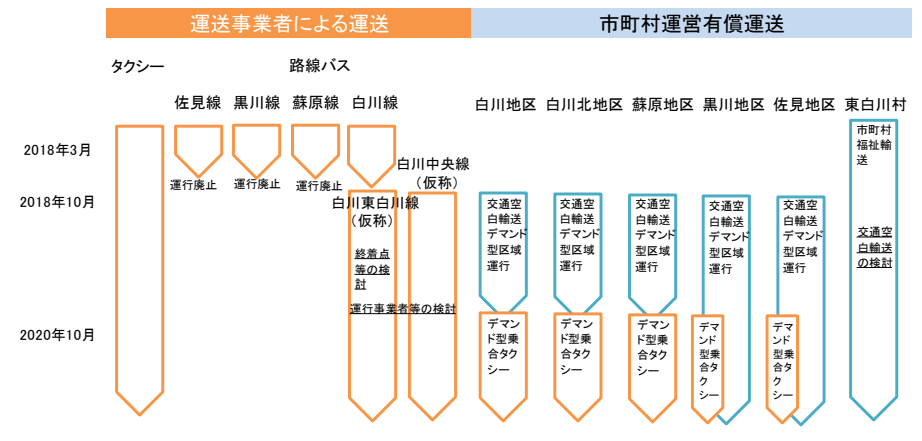 運送事業者による運送
市町村運営有償運送
タクシー
路線バス
佐見線
黒川線
蘇原線
白川線
白川地区
白川北地区
蘇原地区
黒川地区
佐見地区
東白川村
2018年3月
運行廃止
運行廃止
運行廃止
白川中央線
（仮称）
市町村
福祉輸
送
2018年10月
白川東白川線
（仮称）
終着点
等の検
討
運行事業者等の検討
交通空
白輸送
デマンド
型区域
運行
交通空
白輸送
デマンド
型区域
運行
交通空
白輸送
デマンド
型区域
運行
交通空
白輸送
デマンド
型区域
運行
交通空
白輸送
デマンド
型区域
運行
交通空
白輸送
の検討
2020年10月
デマン
ド型乗
合タク
シー
デマン
ド型乗
合タク
シー
デマン
ド型乗
合タク
シー
デマ
ンド
型乗
合タ
ク
シー
デマ
ンド
型乗
合タ
ク
シー